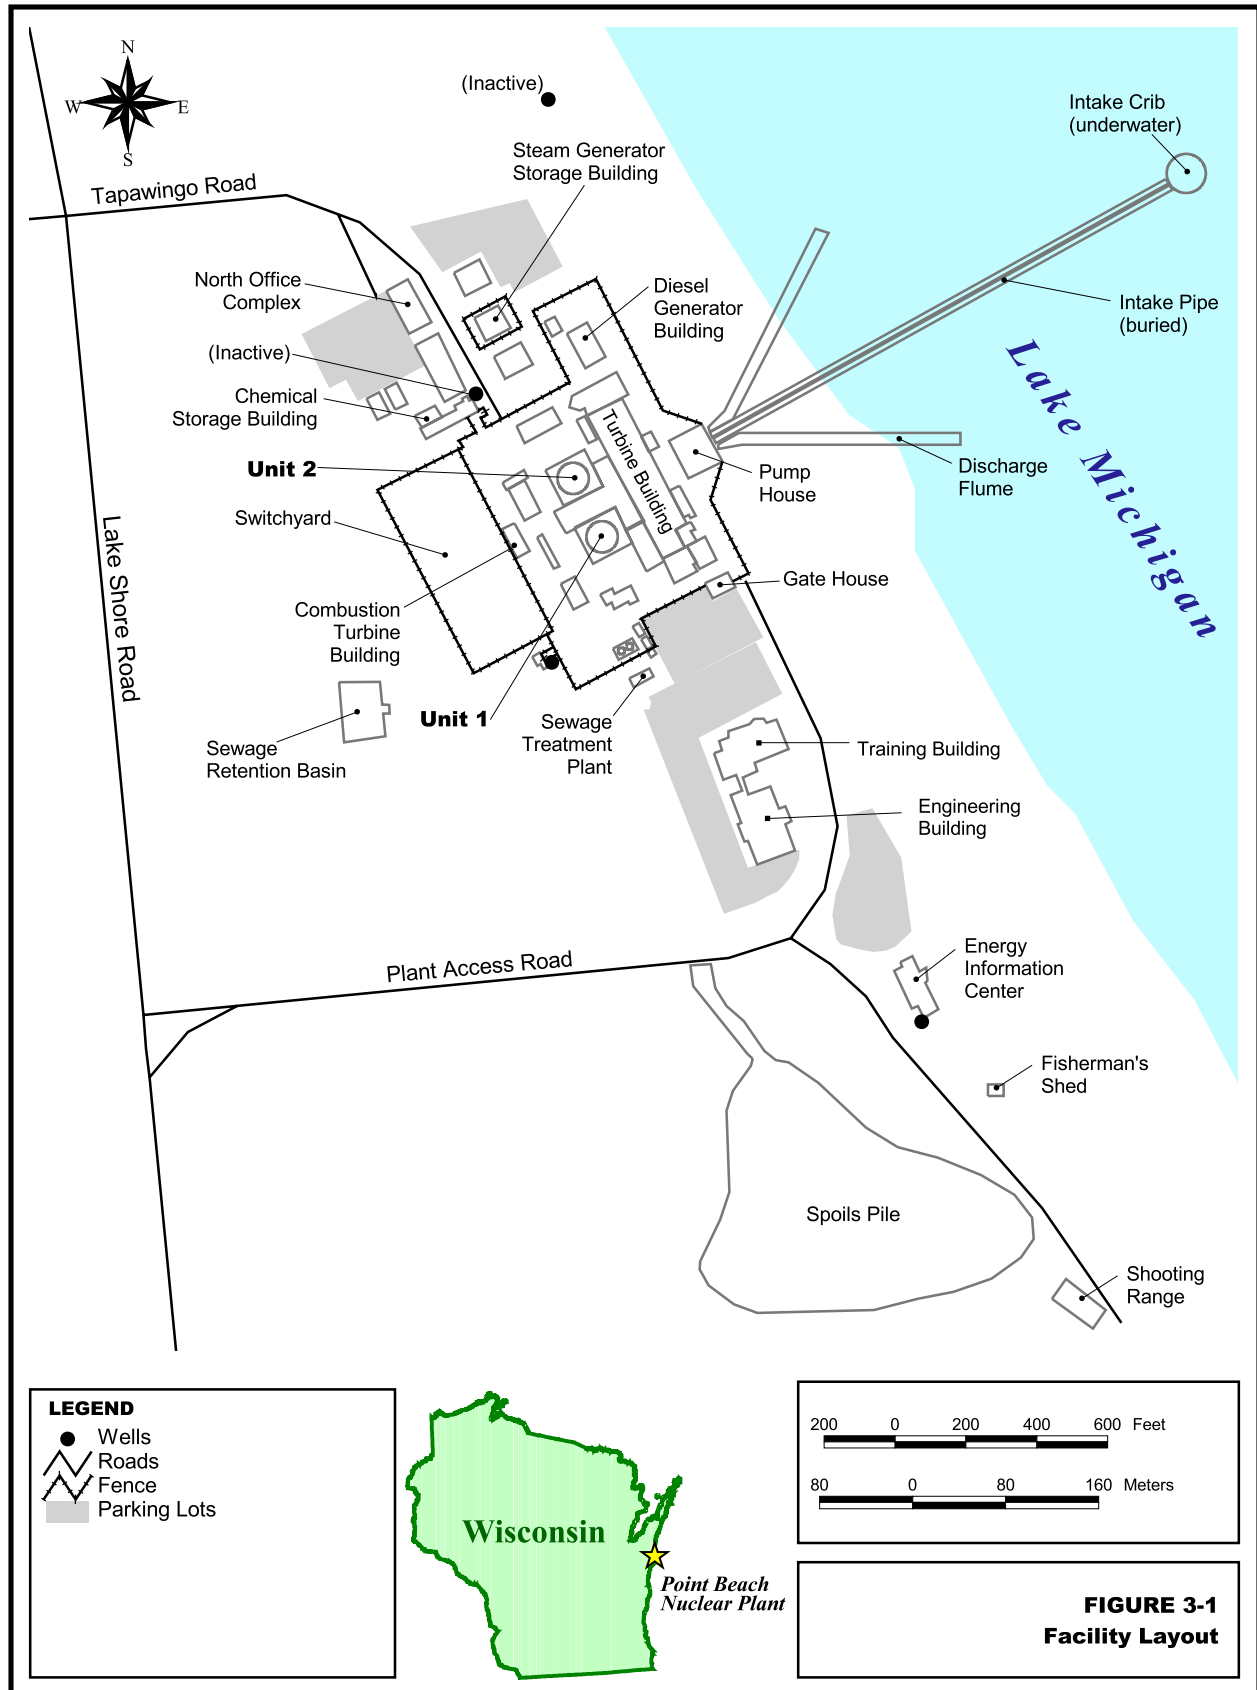 N
W
E
S
(Inactive)
Steam Generator
Storage Building
Intake Crib
(underwater)
Tapawingo Road
North Office
Complex
Diesel
Generator
Building
Intake Pipe
(buried)
(Inactive)
Chemical
Storage Building
Lake Michigan
Turbine Building
Unit 2
Pump
House
Discharge
Flume
Switchyard
Lake Shore Road
Gate House
Combustion
Turbine
Building
Unit 1
Sewage
Treatment
Plant
Sewage
Retention Basin
Training Building
Engineering
Building
Plant Access Road
Energy
Information
Center
Fisherman's
Shed
Spoils Pile
Shooting
Range
LEGEND
Wells
Roads
Fence
Parking Lots
Wisconsin
Point Beach
Nuclear Plant
200 0 200 400 600 Feet
80 0 80 160 Meters
FIGURE 3-1
Facility Layout